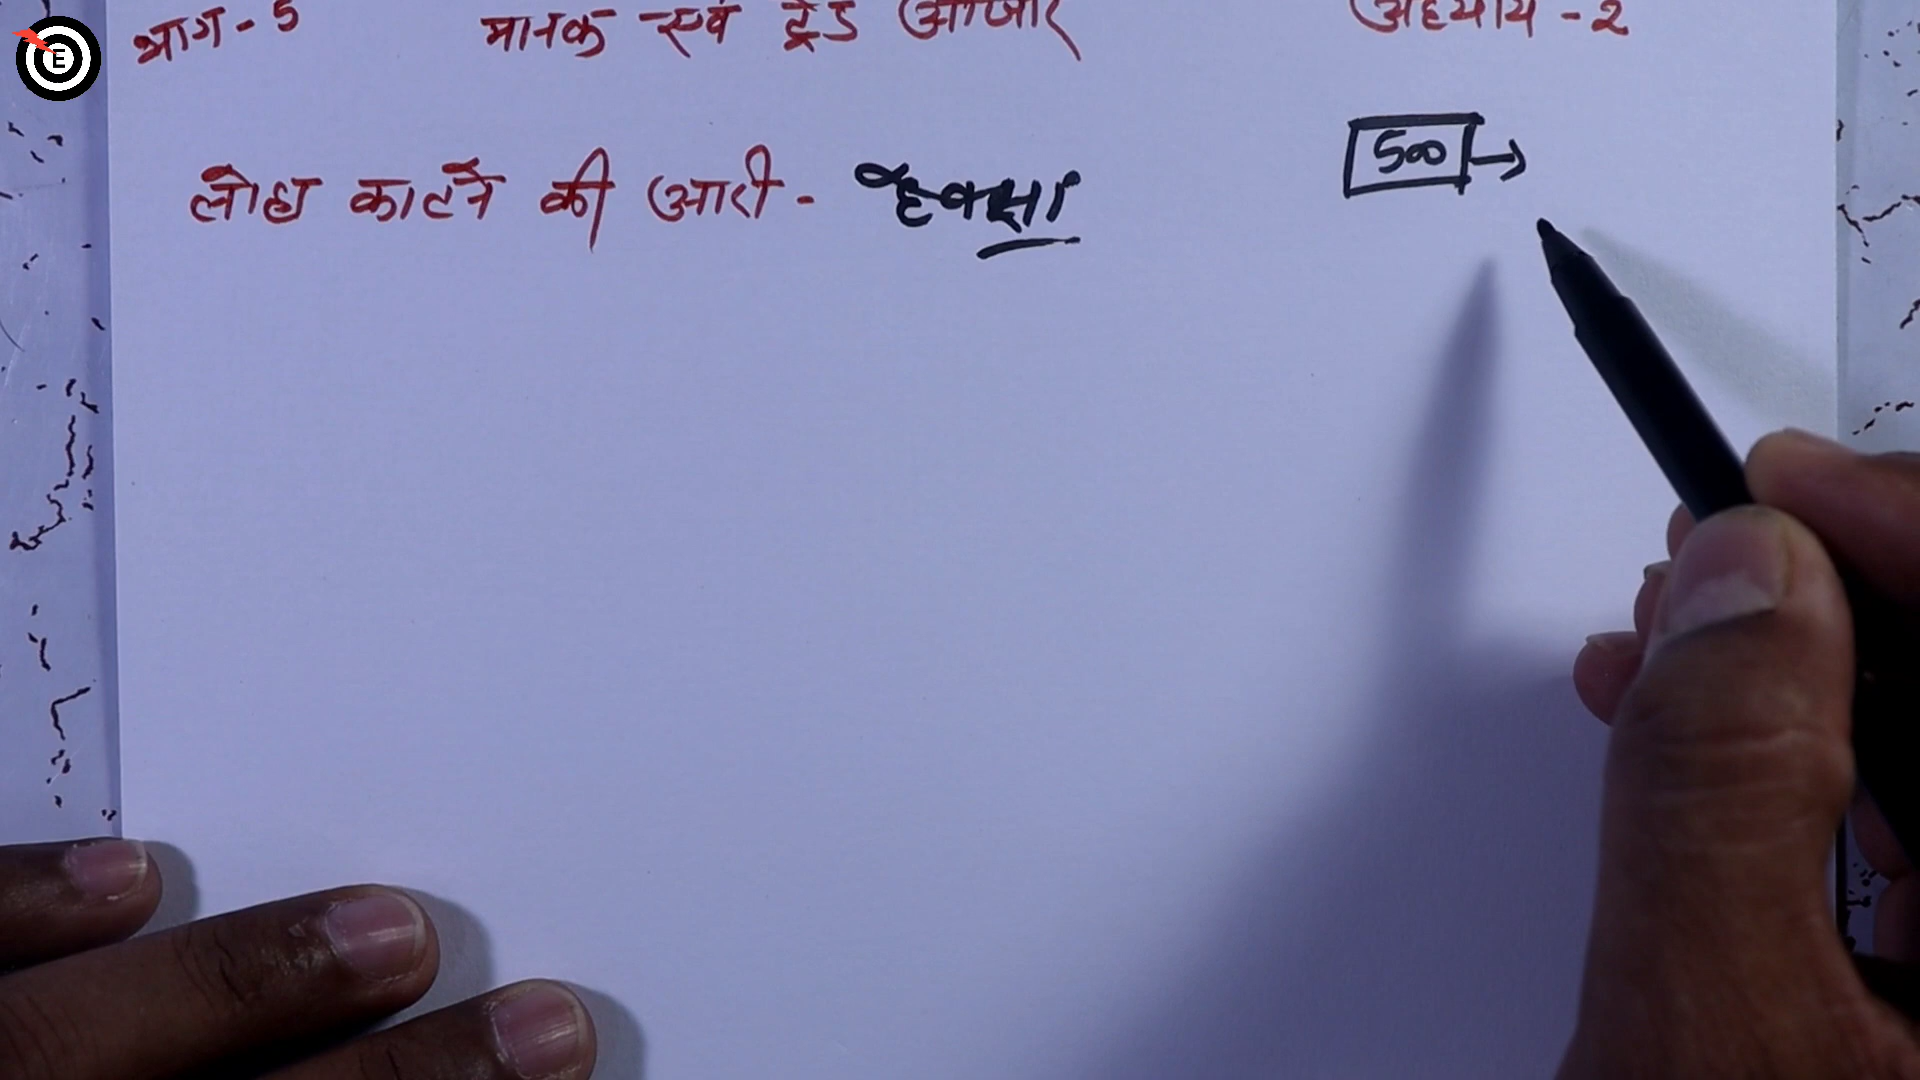 भाग - 5 मानक एवं ट्रेड औजार अध्याय - 2
500 →
लोहा काटने की आरी - हैक्सा
E